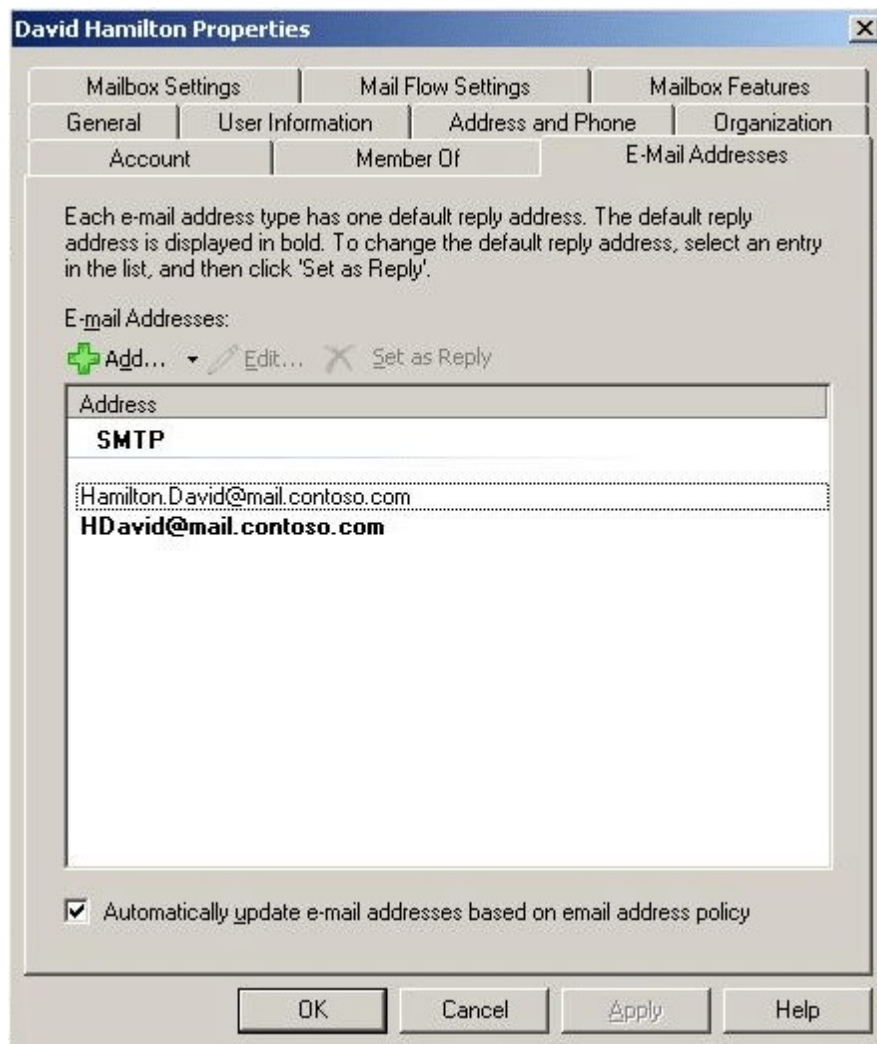 David Hamilton Properties
Mailbox Settings Mail Flow Settings Mailbox Features
General User Information Address and Phone Organization
Account Member Of E-Mail Addresses
Each e-mail address type has one default reply address. The default reply
address is displayed in bold. To change the default reply address, select an entry
in the list, and then click 'Set as Reply'.
E-mail Addresses:
Add... Edit... Set as Reply
Address
SMTP
Hamilton.David@mail.contoso.com
HDavid@mail.contoso.com
Automatically update e-mail addresses based on email address policy
OK Cancel Apply Help